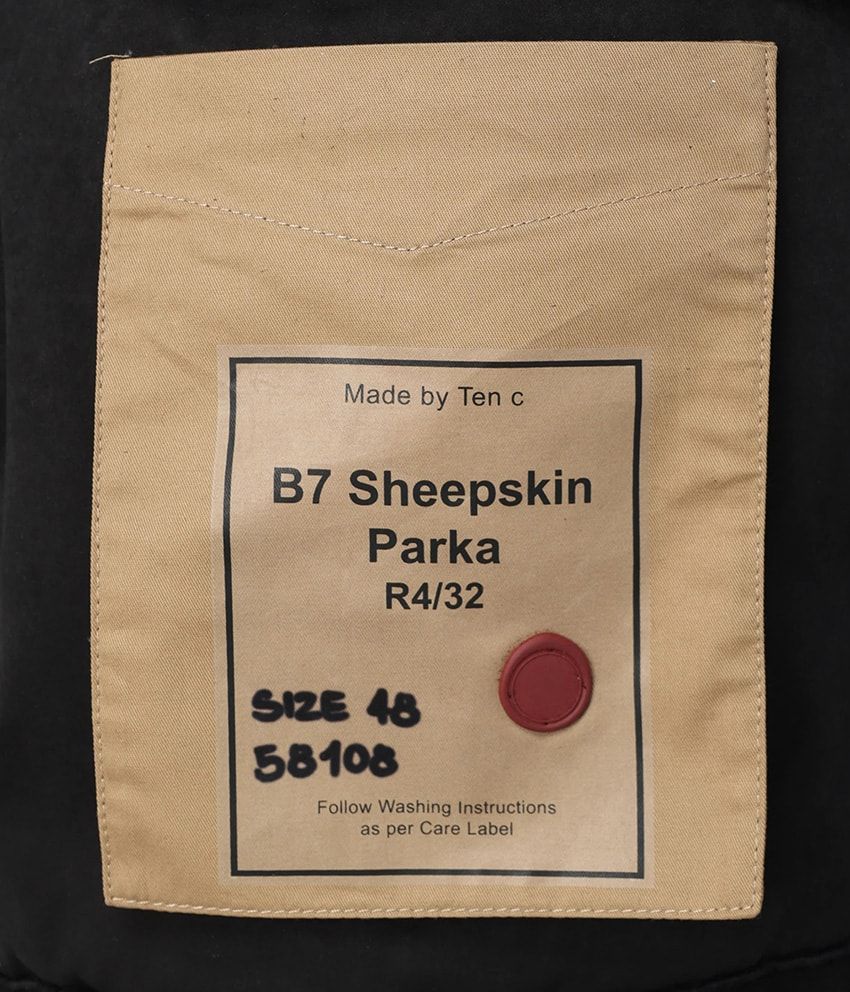 Made by Ten c
B7 Sheepskin
Parka
R4/32
SIZE 48
58108
Follow Washing Instructions
as per Care Label